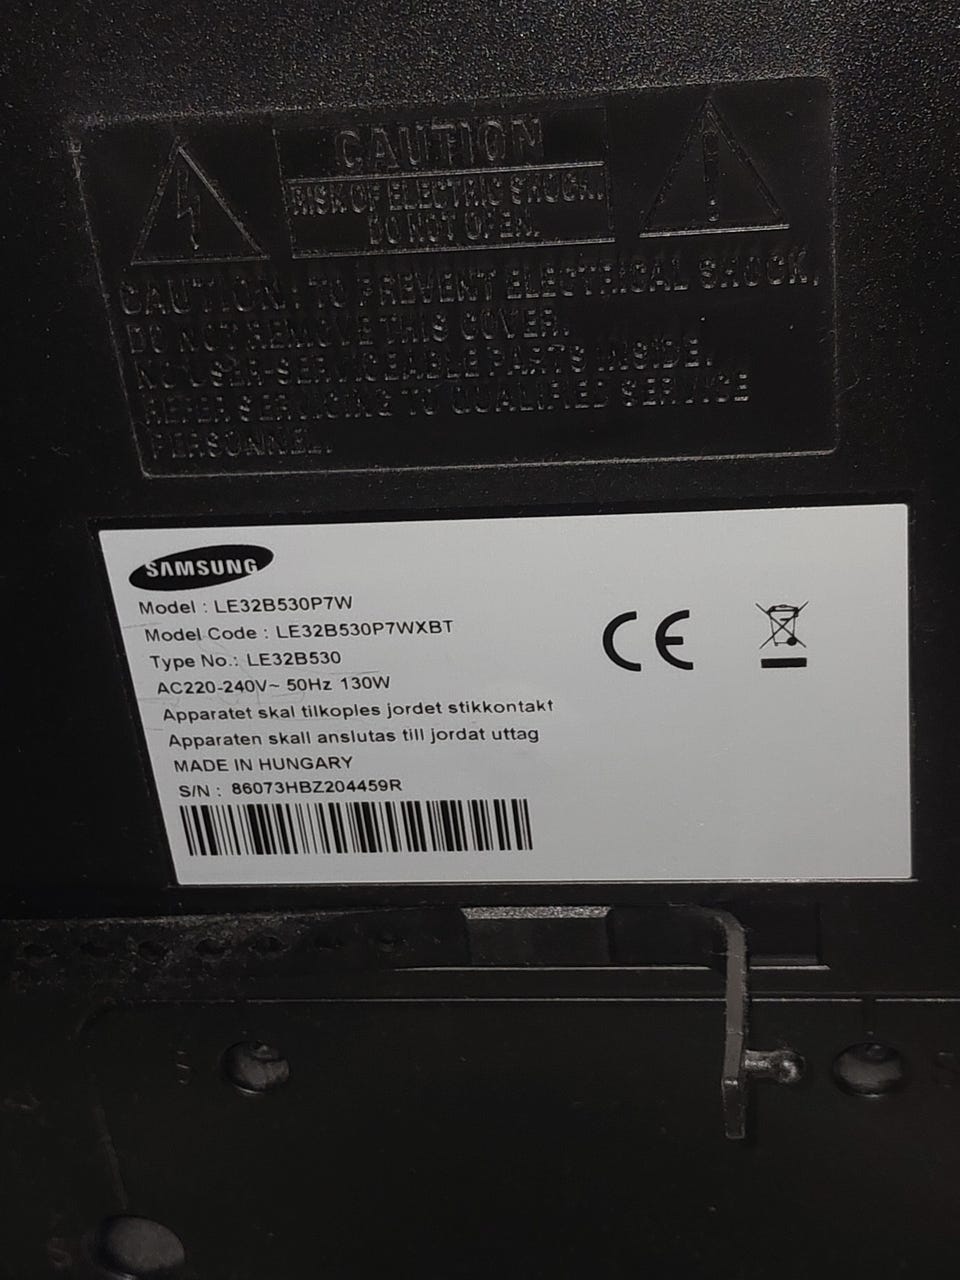 CAUTION
RISK OF ELECTRIC SHOCK.
DO NOT OPEN.
CAUTION: TO PREVENT ELECTRICAL SHOCK,
DO NOT REMOVE THIS COVER.
NO USER-SERVICEABLE PARTS INSIDE.
REFER SERVICING TO QUALIFIED SERVICE
PERSONNEL.
SAMSUNG
Model : LE32B530P7W
Model Code : LE32B530P7WXBT
Type No.: LE32B530
AC220-240V~ 50Hz 130W
Apparatet skal tilkoples jordet stikkontakt
Apparaten skall anslutas till jordat uttag
MADE IN HUNGARY
S/N : 86073HBZ204459R
CE
S
S